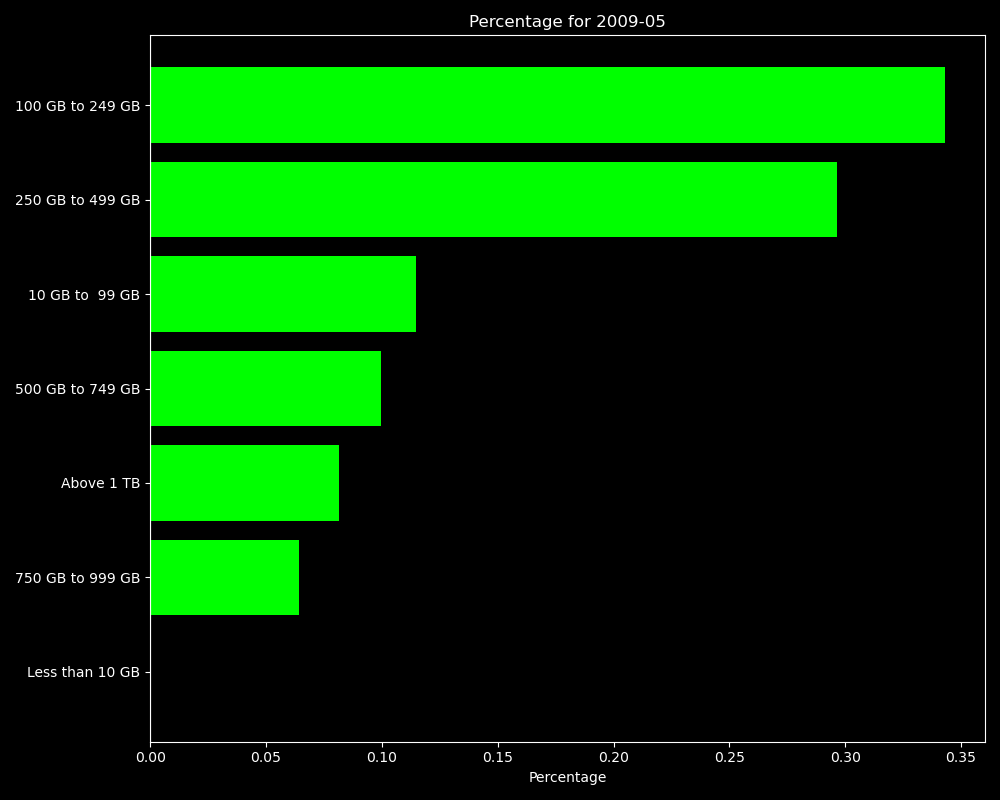 Percentage for 2009-05
100 GB to 249 GB
250 GB to 499 GB
10 GB to  99 GB
500 GB to 749 GB
Above 1 TB
750 GB to 999 GB
Less than 10 GB
0.00 0.05 0.10 0.15 0.20 0.25 0.30 0.35
Percentage